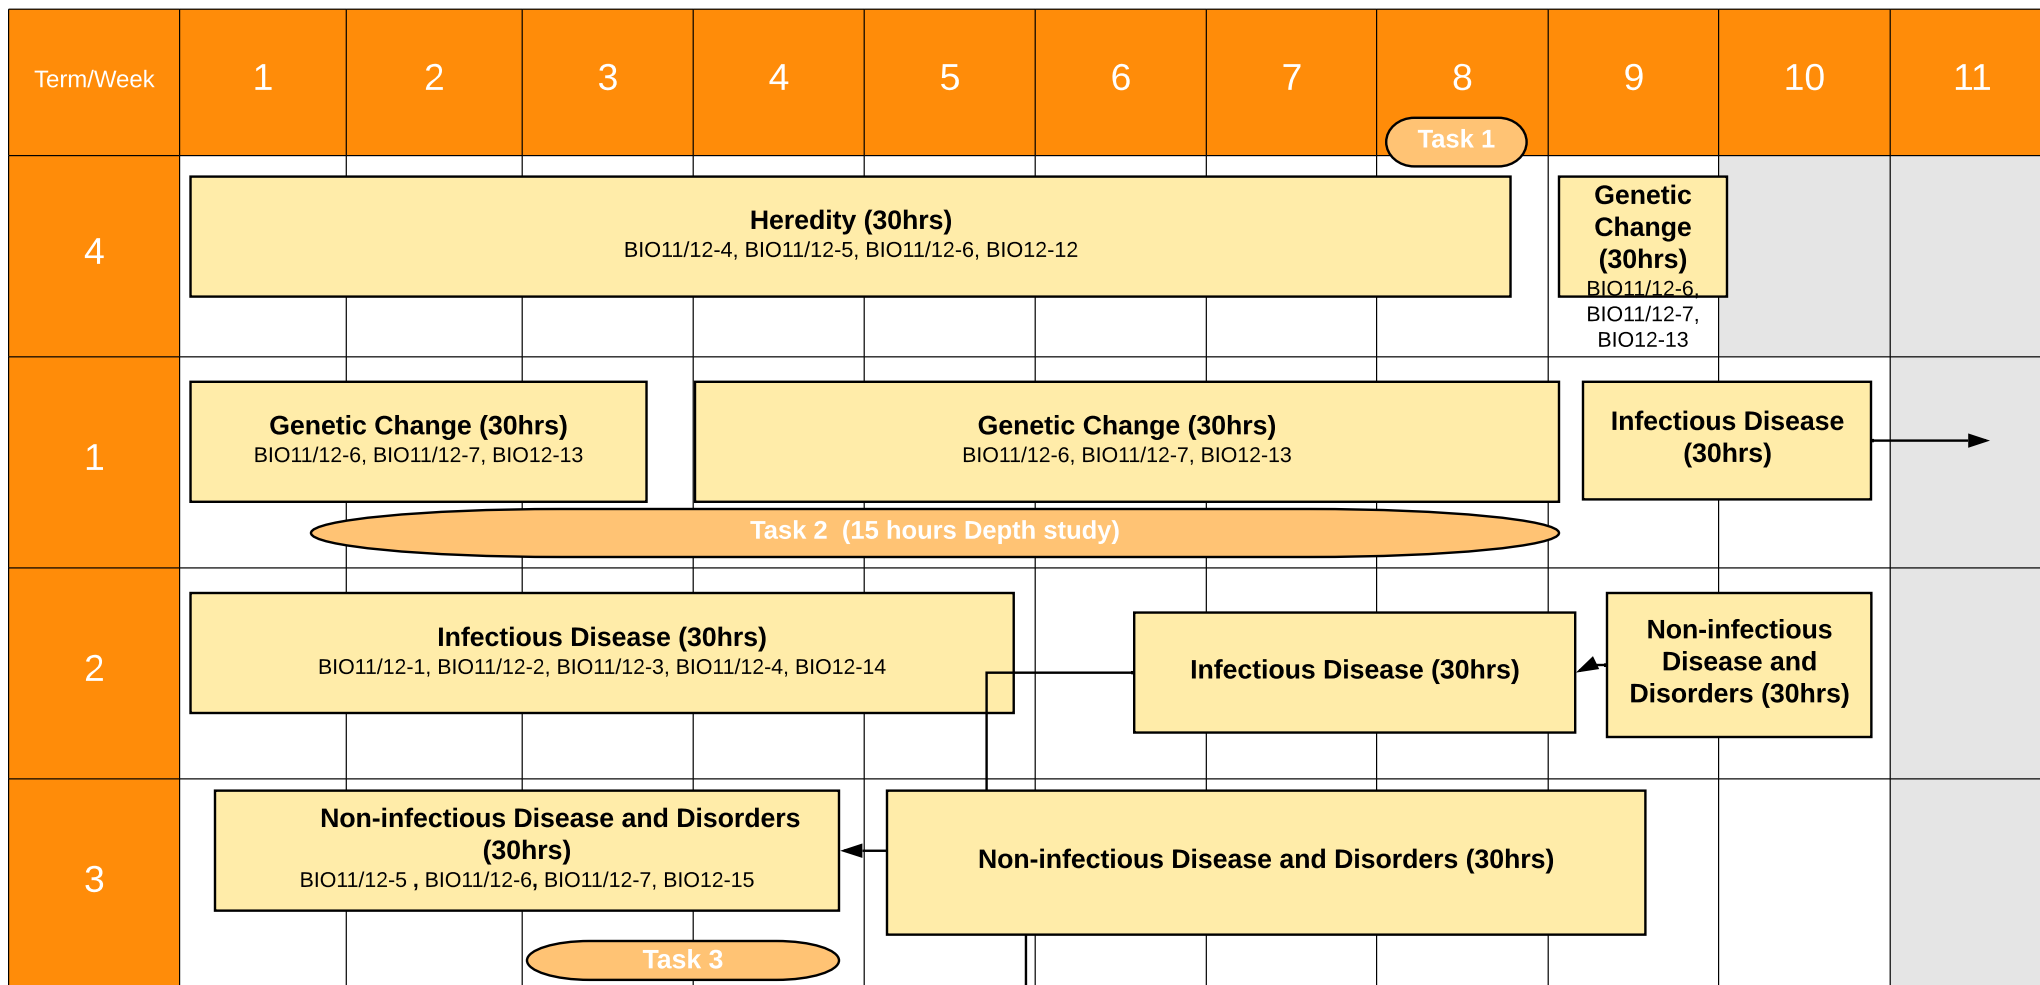 Term/Week
1
2
3
4
5
6
7
8
9
10
11
Task 1
4
Heredity (30hrs)
BIO11/12-4, BIO11/12-5, BIO11/12-6, BIO12-12
Genetic
Change
(30hrs)
BIO11/12-6,
BIO11/12-7,
BIO12-13
1
Genetic Change (30hrs)
BIO11/12-6, BIO11/12-7, BIO12-13
Genetic Change (30hrs)
BIO11/12-6, BIO11/12-7, BIO12-13
Infectious Disease
(30hrs)
Task 2  (15 hours Depth study)
2
Infectious Disease (30hrs)
BIO11/12-1, BIO11/12-2, BIO11/12-3, BIO11/12-4, BIO12-14
Infectious Disease (30hrs)
Non-infectious
Disease and
Disorders (30hrs)
3
Non-infectious Disease and Disorders
(30hrs)
BIO11/12-5 , BIO11/12-6, BIO11/12-7, BIO12-15
Non-infectious Disease and Disorders (30hrs)
Task 3